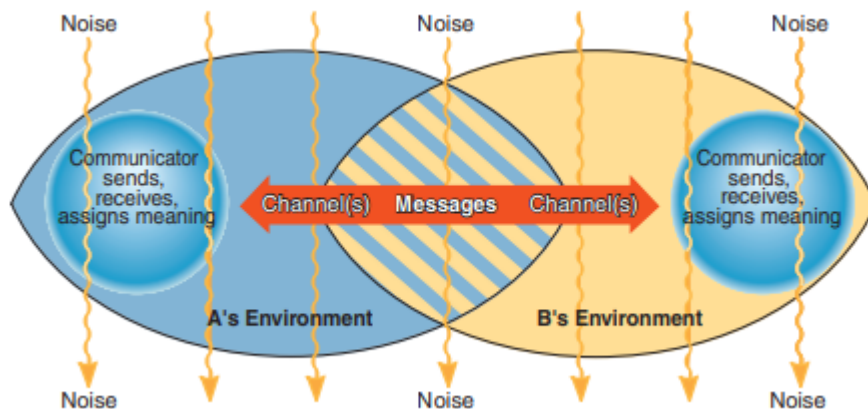 Noise Noise Noise
Communicator
sends,
receives,
assigns meaning
Channel(s) Messages Channel(s)
Communicator
sends,
receives,
assigns meaning
A's Environment B's Environment
Noise Noise Noise